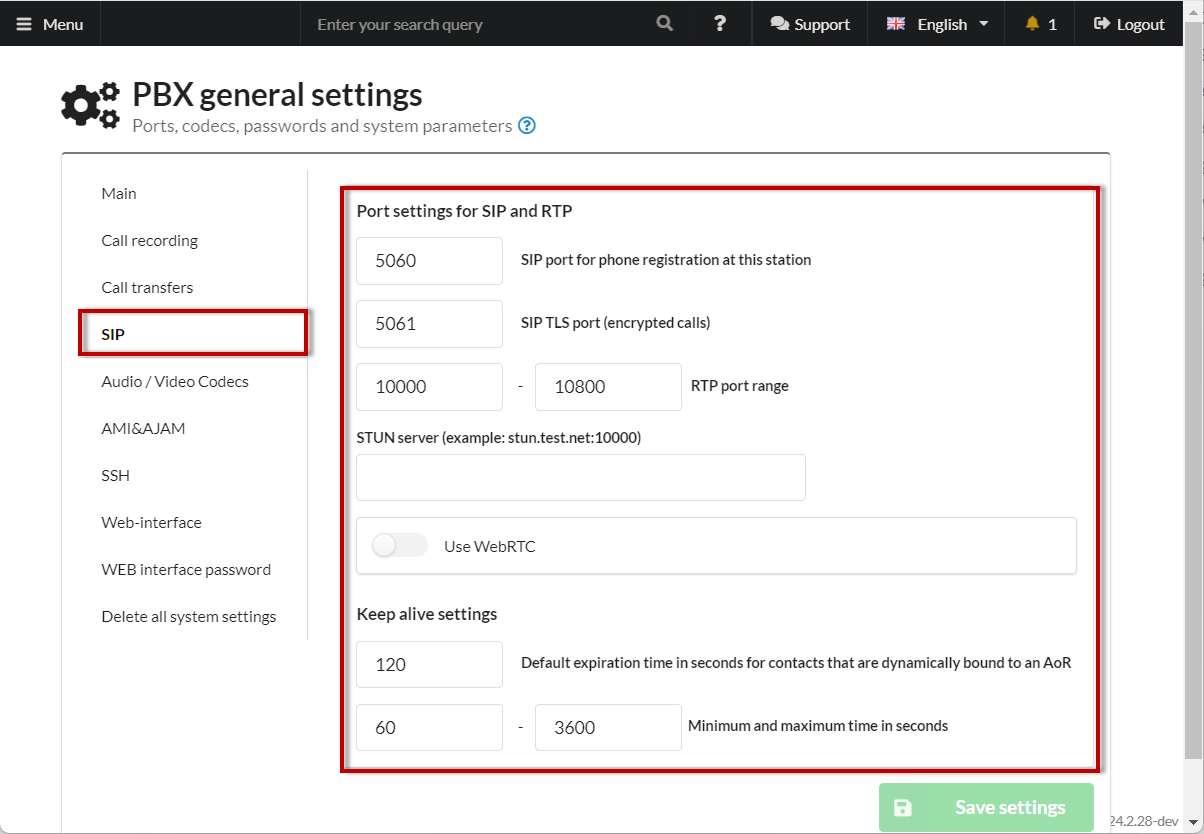 Menu
Enter your search query
?
Support
English
1
Logout
PBX general settings
Ports, codecs, passwords and system parameters ?
Main
Call recording
Call transfers
SIP
Audio / Video Codecs
AMI&AJAM
SSH
Web-interface
WEB interface password
Delete all system settings
Port settings for SIP and RTP
5060 SIP port for phone registration at this station
5061 SIP TLS port (encrypted calls)
10000 - 10800 RTP port range
STUN server (example: stun.test.net:10000)
Use WebRTC
Keep alive settings
120 Default expiration time in seconds for contacts that are dynamically bound to an AoR
60 - 3600 Minimum and maximum time in seconds
Save settings
24.2.28-dev